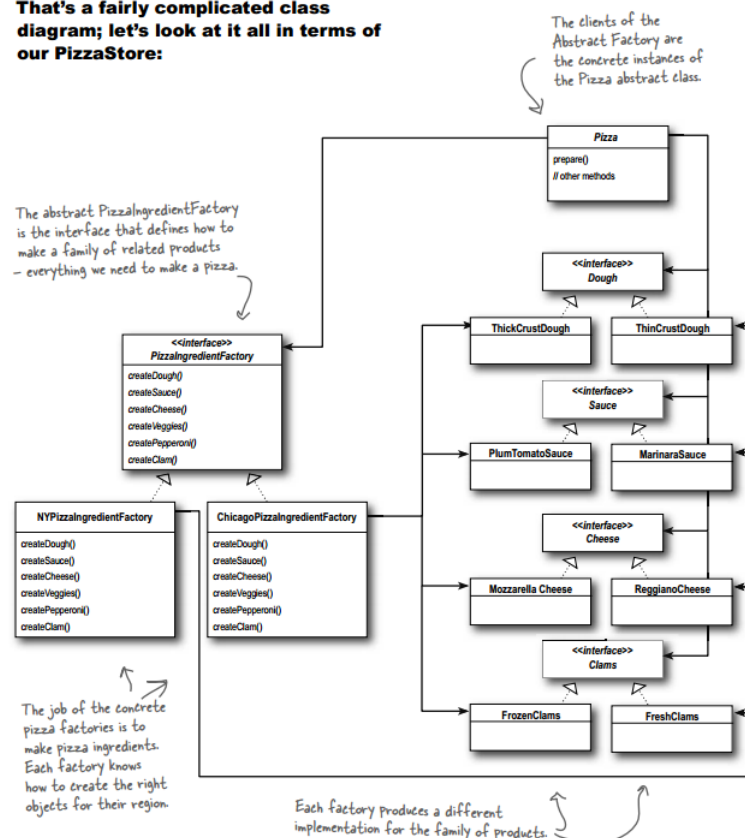 That's a fairly complicated class
diagram; let's look at it all in terms of
our PizzaStore:
The clients of the
Abstract Factory are
the concrete instances of
the Pizza abstract class.
Pizza
prepare()
// other methods
The abstract PizzaIngredientFactory
is the interface that defines how to
make a family of related products
– everything we need to make a pizza.
<<interface>>
PizzaIngredientFactory
createDough()
createSauce()
createCheese()
createVeggies()
createPepperoni()
createClam()
<<interface>>
Dough
ThickCrustDough
ThinCrustDough
<<interface>>
Sauce
PlumTomatoSauce
MarinaraSauce
<<interface>>
Cheese
Mozzarella Cheese
ReggianoCheese
<<interface>>
Clams
FrozenClams
FreshClams
NYPizzaIngredientFactory
createDough()
createSauce()
createCheese()
createVeggies()
createPepperoni()
createClam()
ChicagoPizzaIngredientFactory
createDough()
createSauce()
createCheese()
createVeggies()
createPepperoni()
createClam()
The job of the concrete
pizza factories is to
make pizza ingredients.
Each factory knows
how to create the right
objects for their region.
Each factory produces a different
implementation for the family of products.